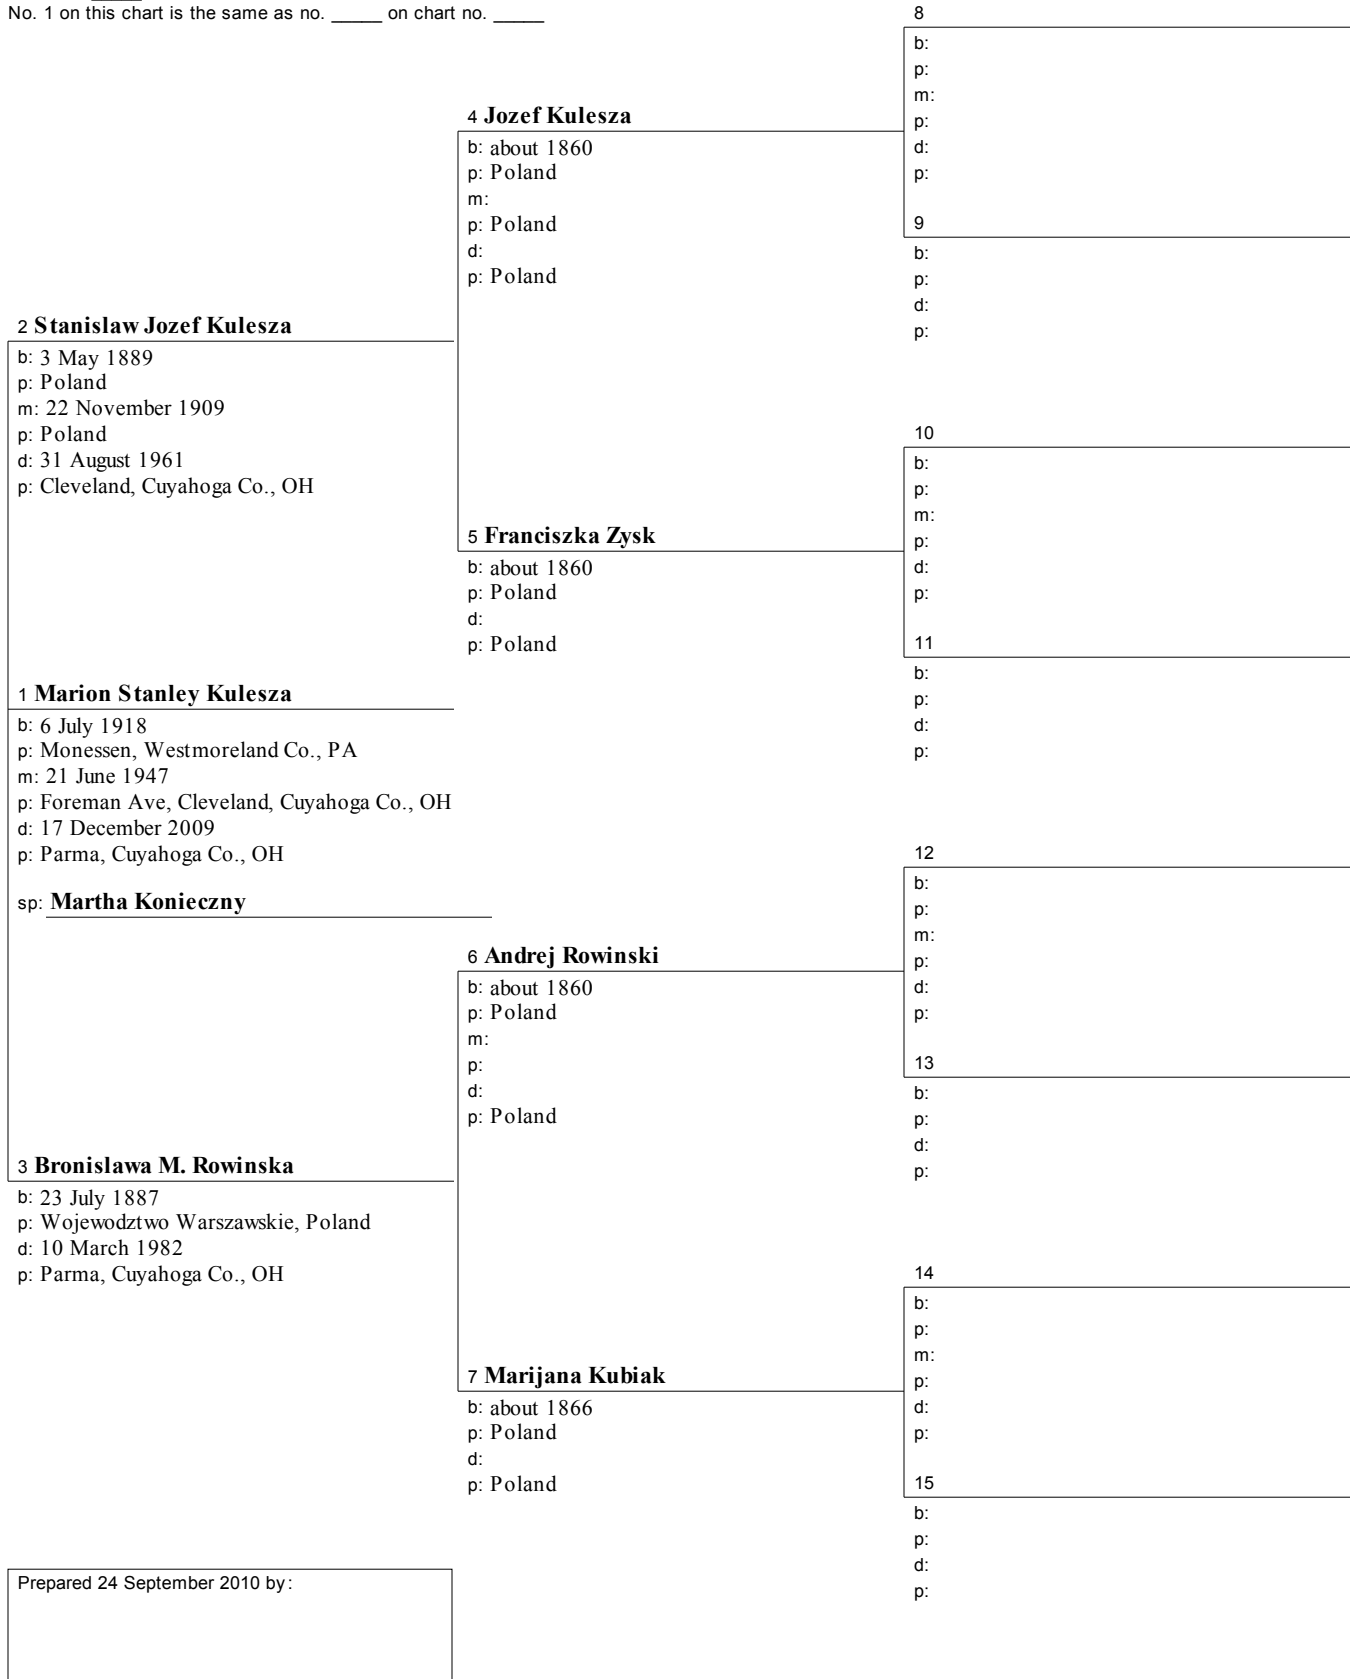 No. 1 on this chart is the same as no. _____ on chart no. _____
8
b:
p:
m:
p:
d:
p:
4 Jozef Kulesza
b: about 1860
p: Poland
m:
p: Poland
d:
p: Poland
9
b:
p:
d:
p:
2 Stanislaw Jozef Kulesza
b: 3 May 1889
p: Poland
m: 22 November 1909
p: Poland
d: 31 August 1961
p: Cleveland, Cuyahoga Co., OH
10
b:
p:
m:
p:
d:
p:
5 Franciszka Zysk
b: about 1860
p: Poland
d:
p: Poland
11
b:
p:
d:
p:
1 Marion Stanley Kulesza
b: 6 July 1918
p: Monessen, Westmoreland Co., PA
m: 21 June 1947
p: Foreman Ave, Cleveland, Cuyahoga Co., OH
d: 17 December 2009
p: Parma, Cuyahoga Co., OH
sp: Martha Konieczny
12
b:
p:
m:
p:
d:
p:
6 Andrej Rowinski
b: about 1860
p: Poland
m:
p:
d:
p: Poland
13
b:
p:
d:
p:
3 Bronislawa M. Rowinska
b: 23 July 1887
p: Wojewodztwo Warszawskie, Poland
d: 10 March 1982
p: Parma, Cuyahoga Co., OH
14
b:
p:
m:
p:
d:
p:
7 Marijana Kubiak
b: about 1866
p: Poland
d:
p: Poland
15
b:
p:
d:
p:
Prepared 24 September 2010 by: